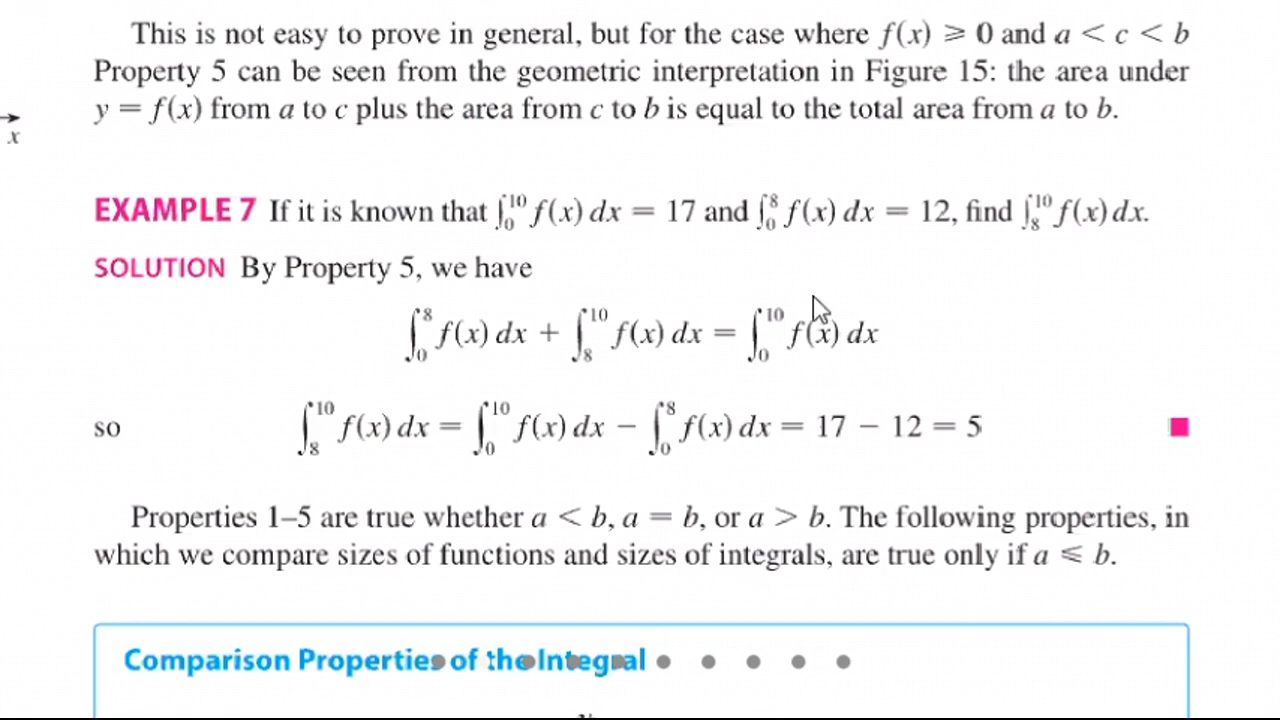 This is not easy to prove in general, but for the case where f(x) ⩾ 0 and a < c < b
Property 5 can be seen from the geometric interpretation in Figure 15: the area under
y = f(x) from a to c plus the area from c to b is equal to the total area from a to b.
x
EXAMPLE 7 If it is known that ∫₀¹⁰ f(x) dx = 17 and ∫₀⁸ f(x) dx = 12, find ∫₈¹⁰ f(x) dx.
SOLUTION By Property 5, we have
∫₀⁸ f(x) dx + ∫₈¹⁰ f(x) dx = ∫₀¹⁰ f(x) dx
so ∫₈¹⁰ f(x) dx = ∫₀¹⁰ f(x) dx − ∫₀⁸ f(x) dx = 17 − 12 = 5
Properties 1–5 are true whether a < b, a = b, or a > b. The following properties, in
which we compare sizes of functions and sizes of integrals, are true only if a ⩽ b.
Comparison Properties of the Integral